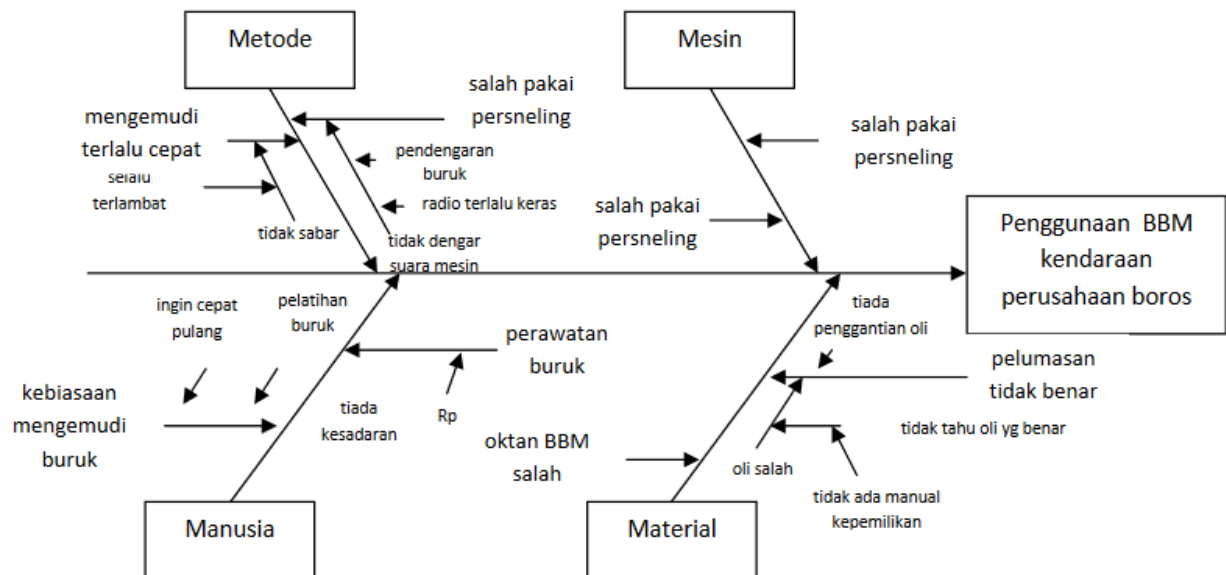 Metode
Mesin
salah pakai
persneling
mengemudi
terlalu cepat
selalu
terlambat
tidak sabar
pendengaran
buruk
radio terlalu keras
tidak dengar
suara mesin
salah pakai
persneling
salah pakai
persneling
Penggunaan BBM
kendaraan
perusahaan boros
ingin cepat
pulang
pelatihan
buruk
kebiasaan
mengemudi
buruk
perawatan
buruk
tiada
kesadaran
Rp
tiada
penggantian oli
pelumasan
tidak benar
tidak tahu oli yg benar
oktan BBM
salah
oli salah
tidak ada manual
kepemilikan
Manusia
Material